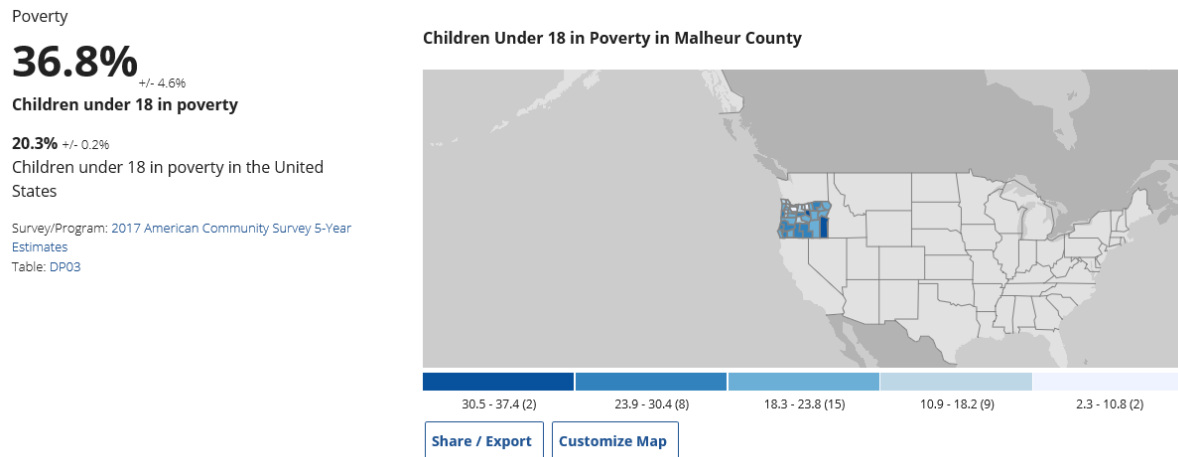 Poverty
36.8% +/- 4.6%
Children under 18 in poverty
20.3% +/- 0.2%
Children under 18 in poverty in the United
States
Survey/Program: 2017 American Community Survey 5-Year
Estimates
Table: DP03
Children Under 18 in Poverty in Malheur County
30.5 - 37.4 (2) 23.9 - 30.4 (8) 18.3 - 23.8 (15) 10.9 - 18.2 (9) 2.3 - 10.8 (2)
Share / Export Customize Map